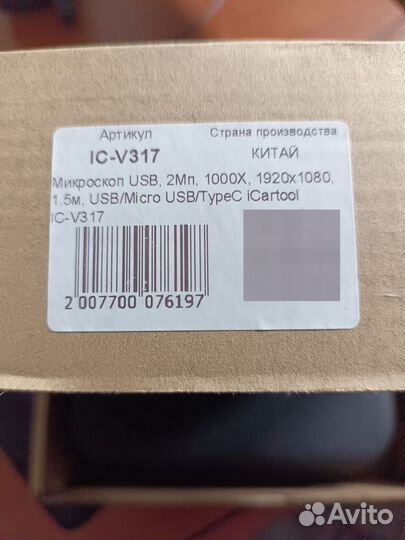 Артикул
Страна производства
IC-V317
КИТАЙ
Микроскоп USB, 2Мп, 1000X, 1920x1080,
1.5м, USB/Micro USB/TypeC iCartool
IC-V317
2 007700 076197
Avito